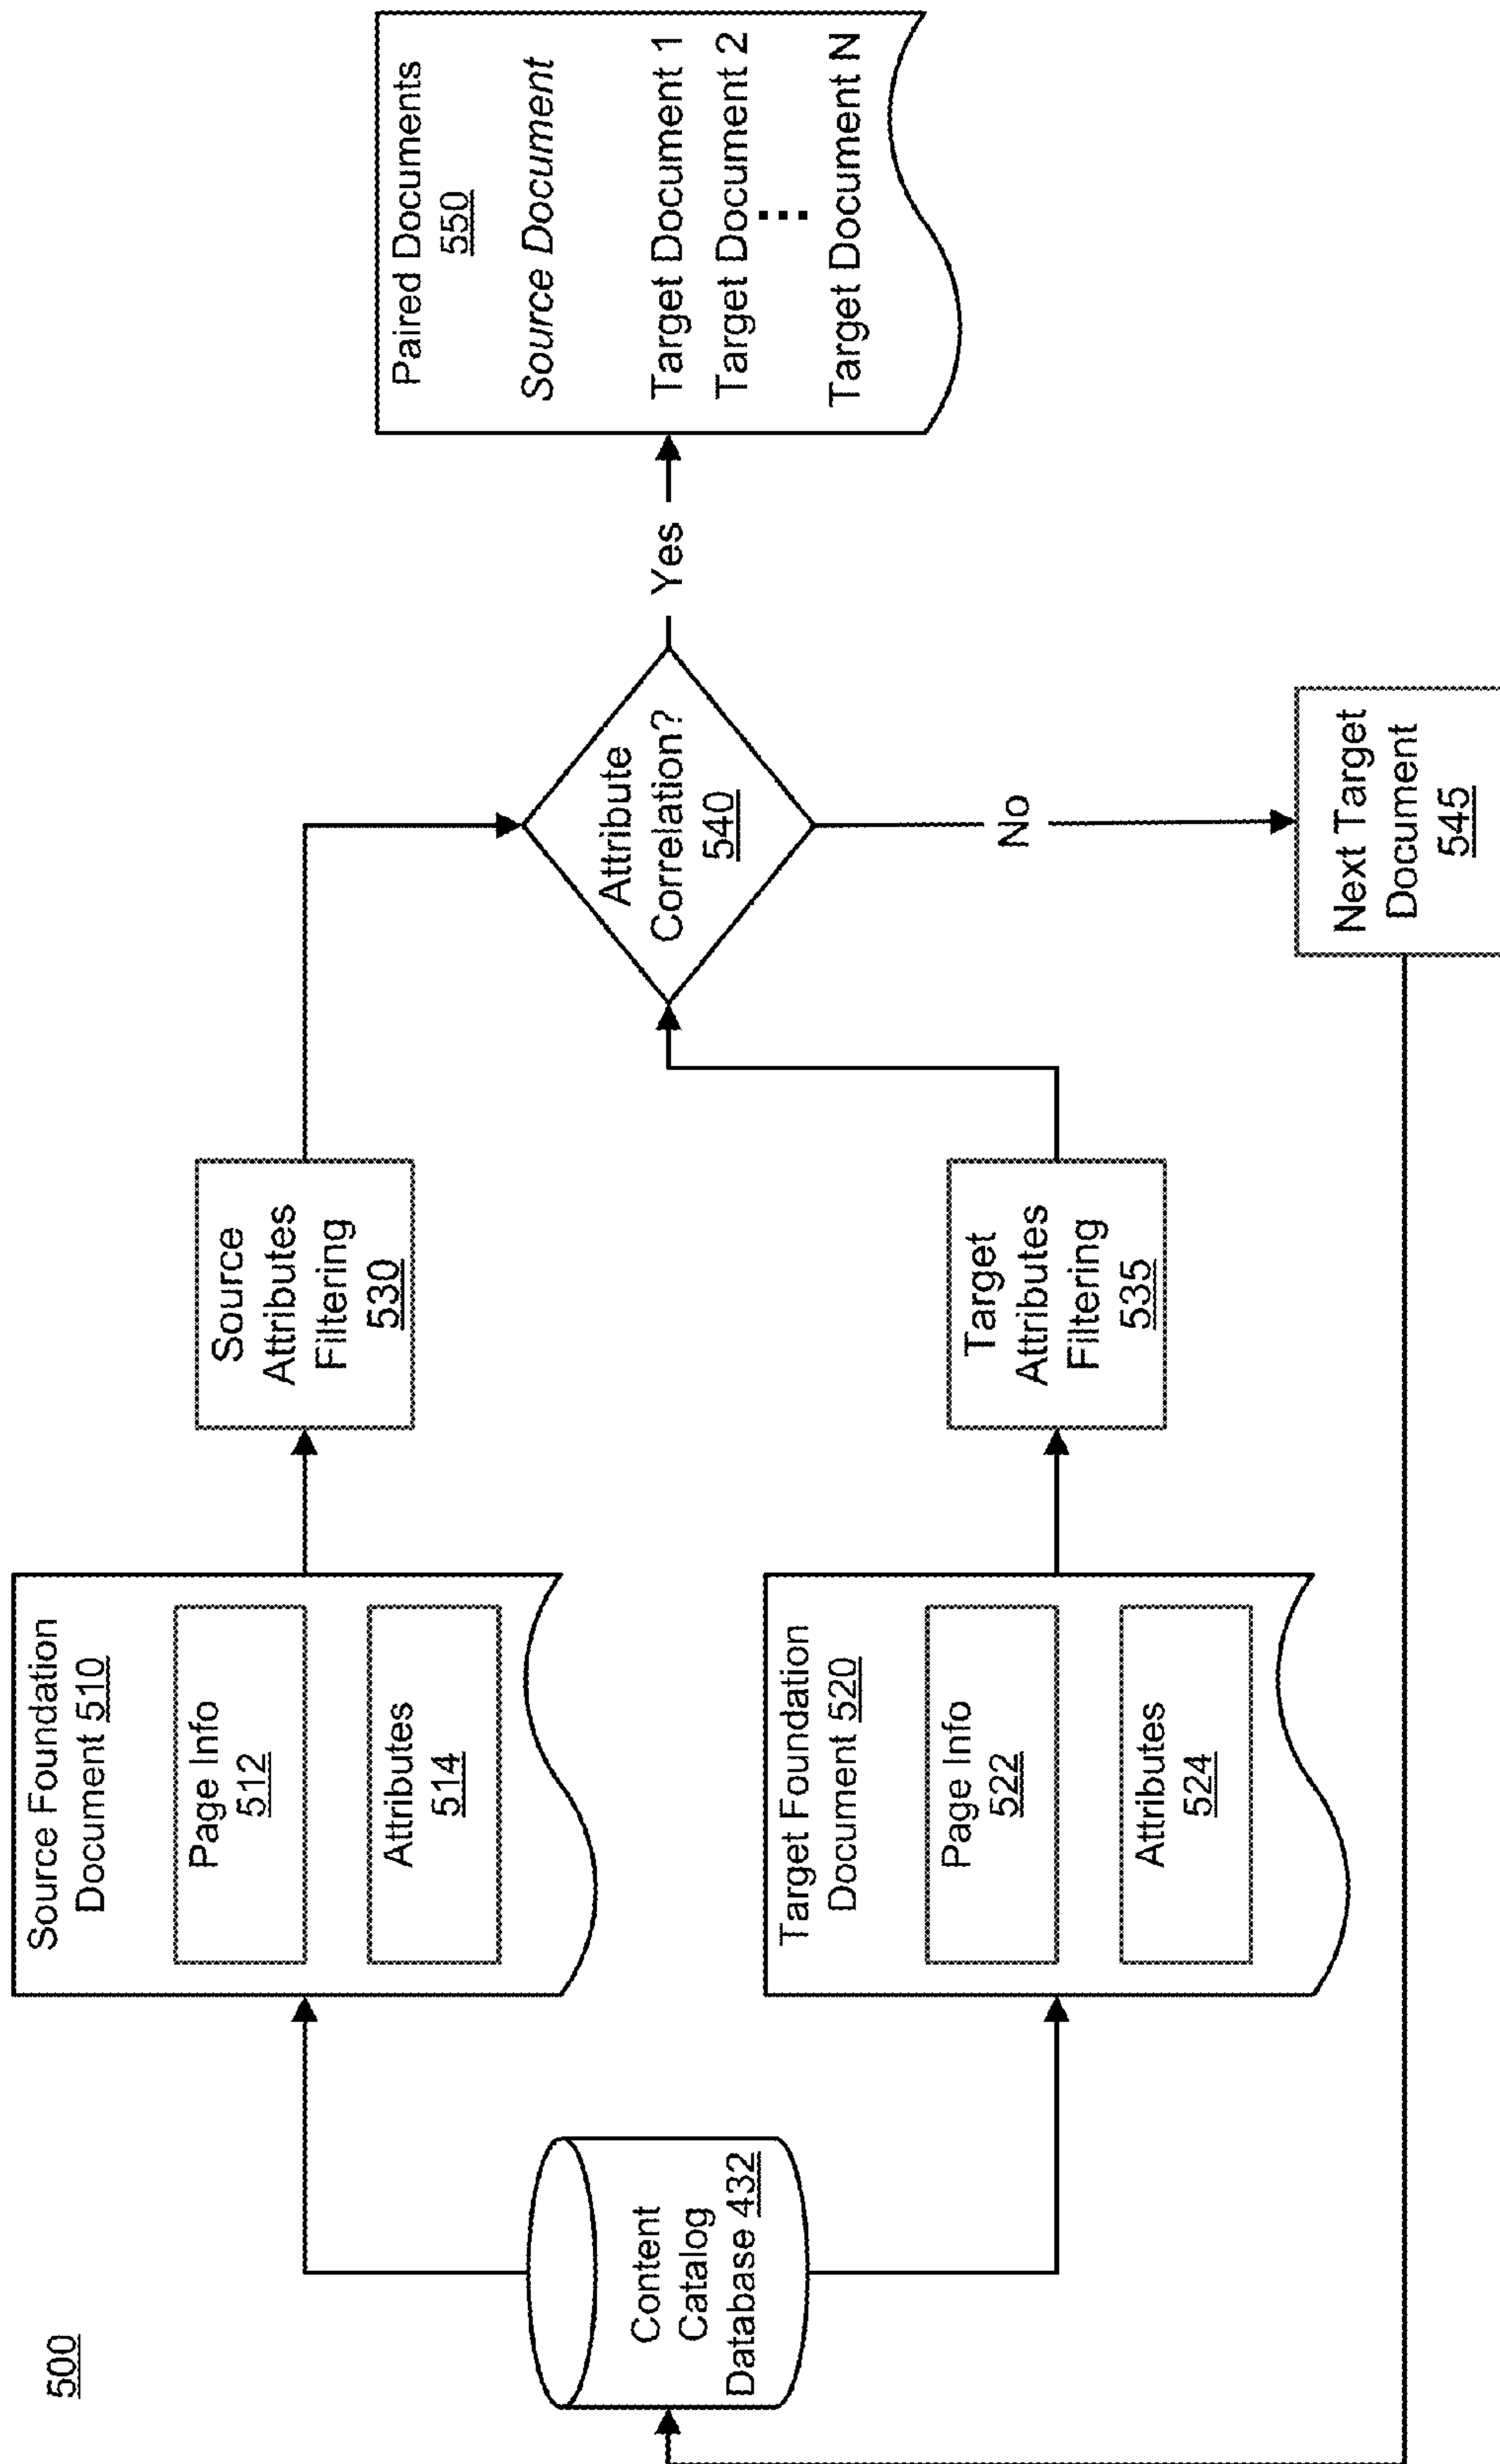 500
Content
Catalog
Database 432
Source Foundation
Document 510
Page Info
512
Attributes
514
Target Foundation
Document 520
Page Info
522
Attributes
524
Source
Attributes
Filtering
530
Target
Attributes
Filtering
535
Attribute
Correlation?
540
Yes
No
Next Target
Document
545
Paired Documents
550
Source Document
Target Document 1
Target Document 2
⋮
Target Document N